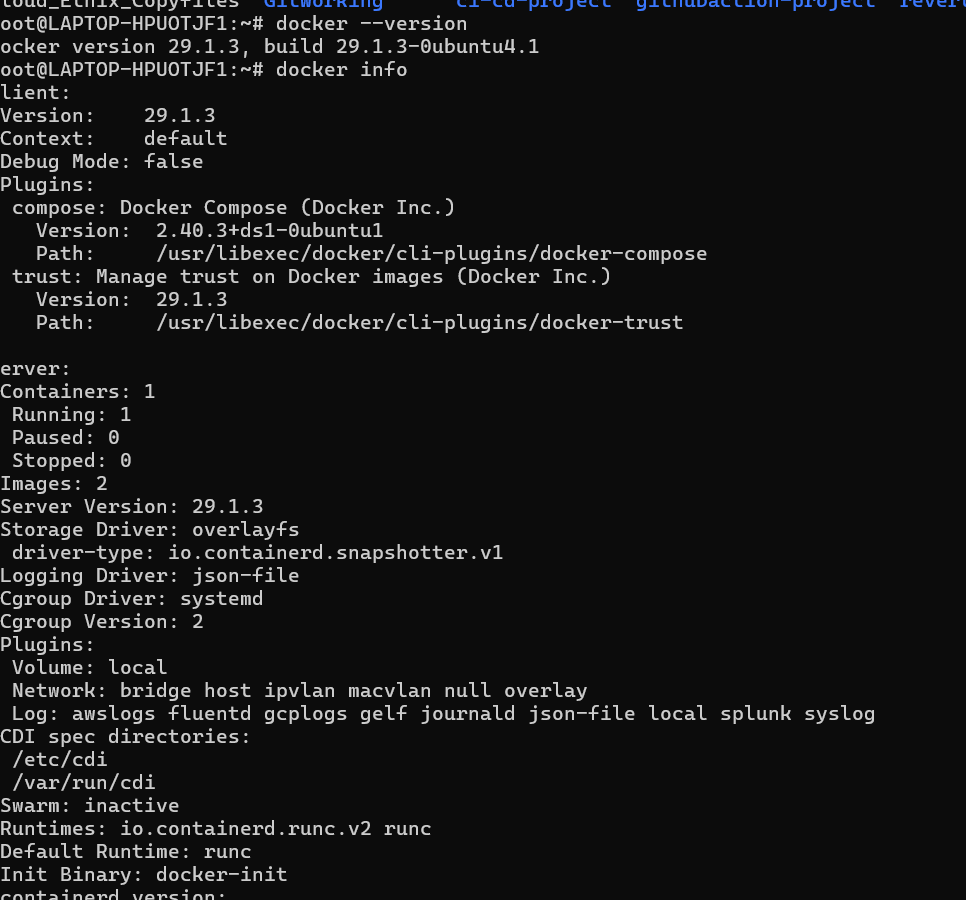 loud_Ethix_Copyfiles  GitWorking      ci-cd-project  githubaction-project  rever
oot@LAPTOP-HPUOTJF1:~# docker --version
ocker version 29.1.3, build 29.1.3-0ubuntu4.1
oot@LAPTOP-HPUOTJF1:~# docker info
lient:
Version:    29.1.3
Context:    default
Debug Mode: false
Plugins:
 compose: Docker Compose (Docker Inc.)
   Version:  2.40.3+ds1-0ubuntu1
   Path:     /usr/libexec/docker/cli-plugins/docker-compose
 trust: Manage trust on Docker images (Docker Inc.)
   Version:  29.1.3
   Path:     /usr/libexec/docker/cli-plugins/docker-trust

erver:
Containers: 1
 Running: 1
 Paused: 0
 Stopped: 0
Images: 2
Server Version: 29.1.3
Storage Driver: overlayfs
 driver-type: io.containerd.snapshotter.v1
Logging Driver: json-file
Cgroup Driver: systemd
Cgroup Version: 2
Plugins:
 Volume: local
 Network: bridge host ipvlan macvlan null overlay
 Log: awslogs fluentd gcplogs gelf journald json-file local splunk syslog
CDI spec directories:
 /etc/cdi
 /var/run/cdi
Swarm: inactive
Runtimes: io.containerd.runc.v2 runc
Default Runtime: runc
Init Binary: docker-init
containerd version: